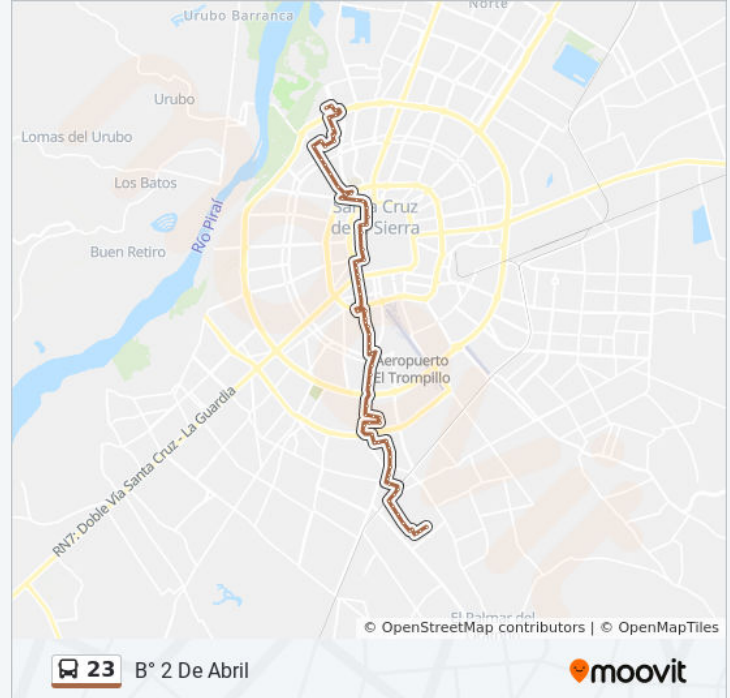 Norte
Urubo Barranca
Urubo
Lomas del Urubo
Los Batos
Río Piraí
Santa Cruz
de la Sierra
Buen Retiro
Aeropuerto
El Trompillo
RN7: Doble Vía Santa Cruz - La Guardia
El Palmar del
© OpenStreetMap contributors | © OpenMapTiles
23 B° 2 De Abril
moovit